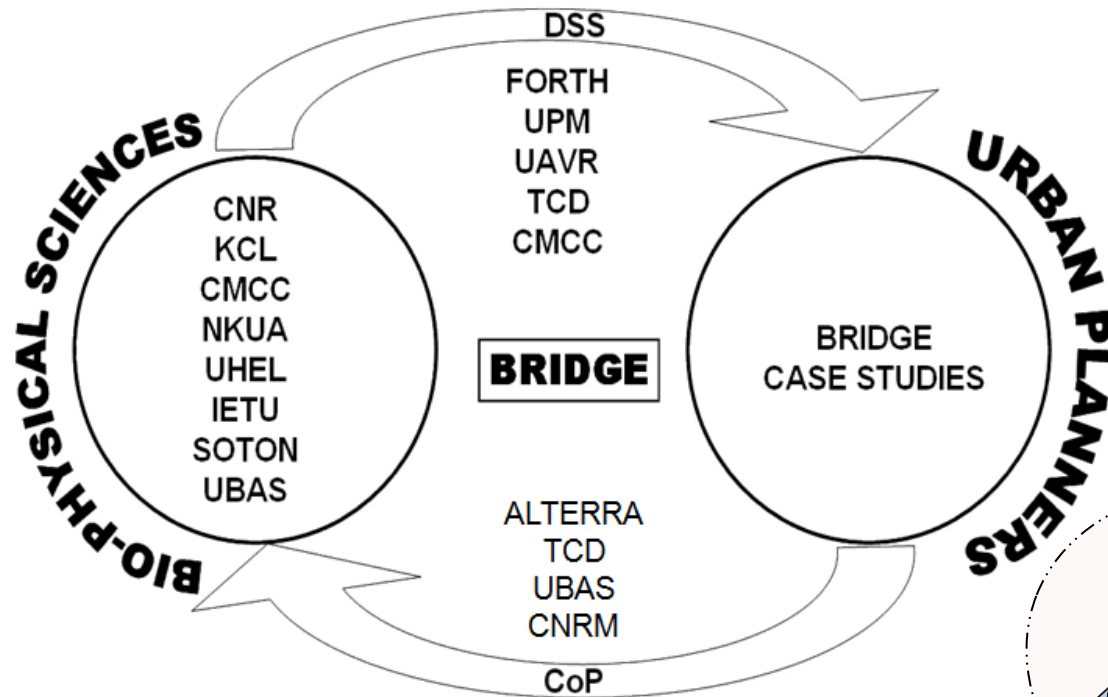 DSS
FORTH
UPM
UAVR
TCD
CMCC
BIO-PHYSICAL SCIENCES
CNR
KCL
CMCC
NKUA
UHEL
IETU
SOTON
UBAS
BRIDGE
URBAN PLANNERS
BRIDGE
CASE STUDIES
ALTERRA
TCD
UBAS
CNRM
CoP